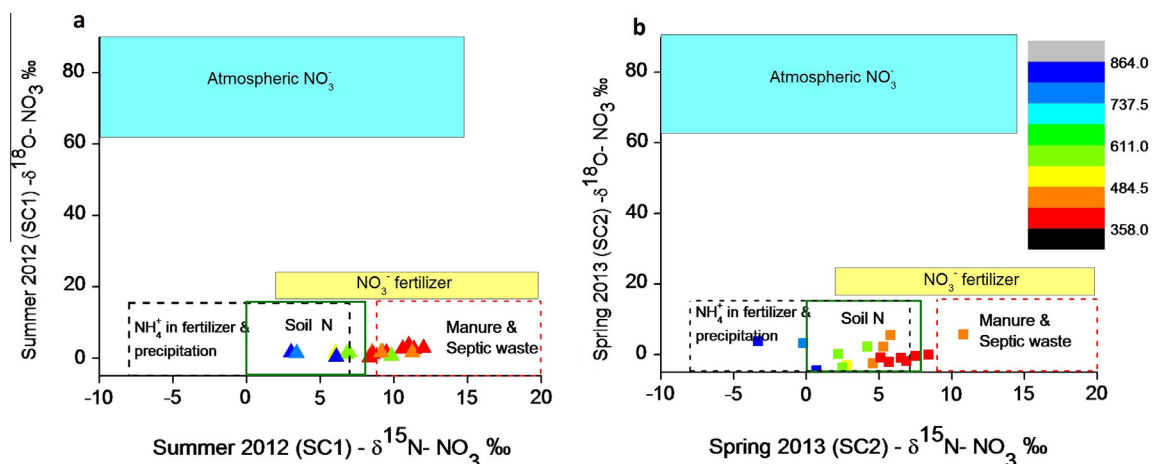 a
Summer 2012 (SC1) -δ¹⁸O- NO₃ ‰
80
60
40
20
0
Atmospheric NO₃⁻
NO₃⁻ fertilizer
NH₄⁺ in fertilizer &
precipitation
Soil N
Manure &
Septic waste
-10 -5 0 5 10 15 20
Summer 2012 (SC1) - δ¹⁵N- NO₃ ‰
b
Spring 2013 (SC2) -δ¹⁸O- NO₃ ‰
80
60
40
20
0
Atmospheric NO₃⁻
NO₃⁻ fertilizer
NH₄⁺ in fertilizer &
precipitation
Soil N
Manure &
Septic waste
-10 -5 0 5 10 15 20
Spring 2013 (SC2) - δ¹⁵N- NO₃ ‰
864.0
737.5
611.0
484.5
358.0